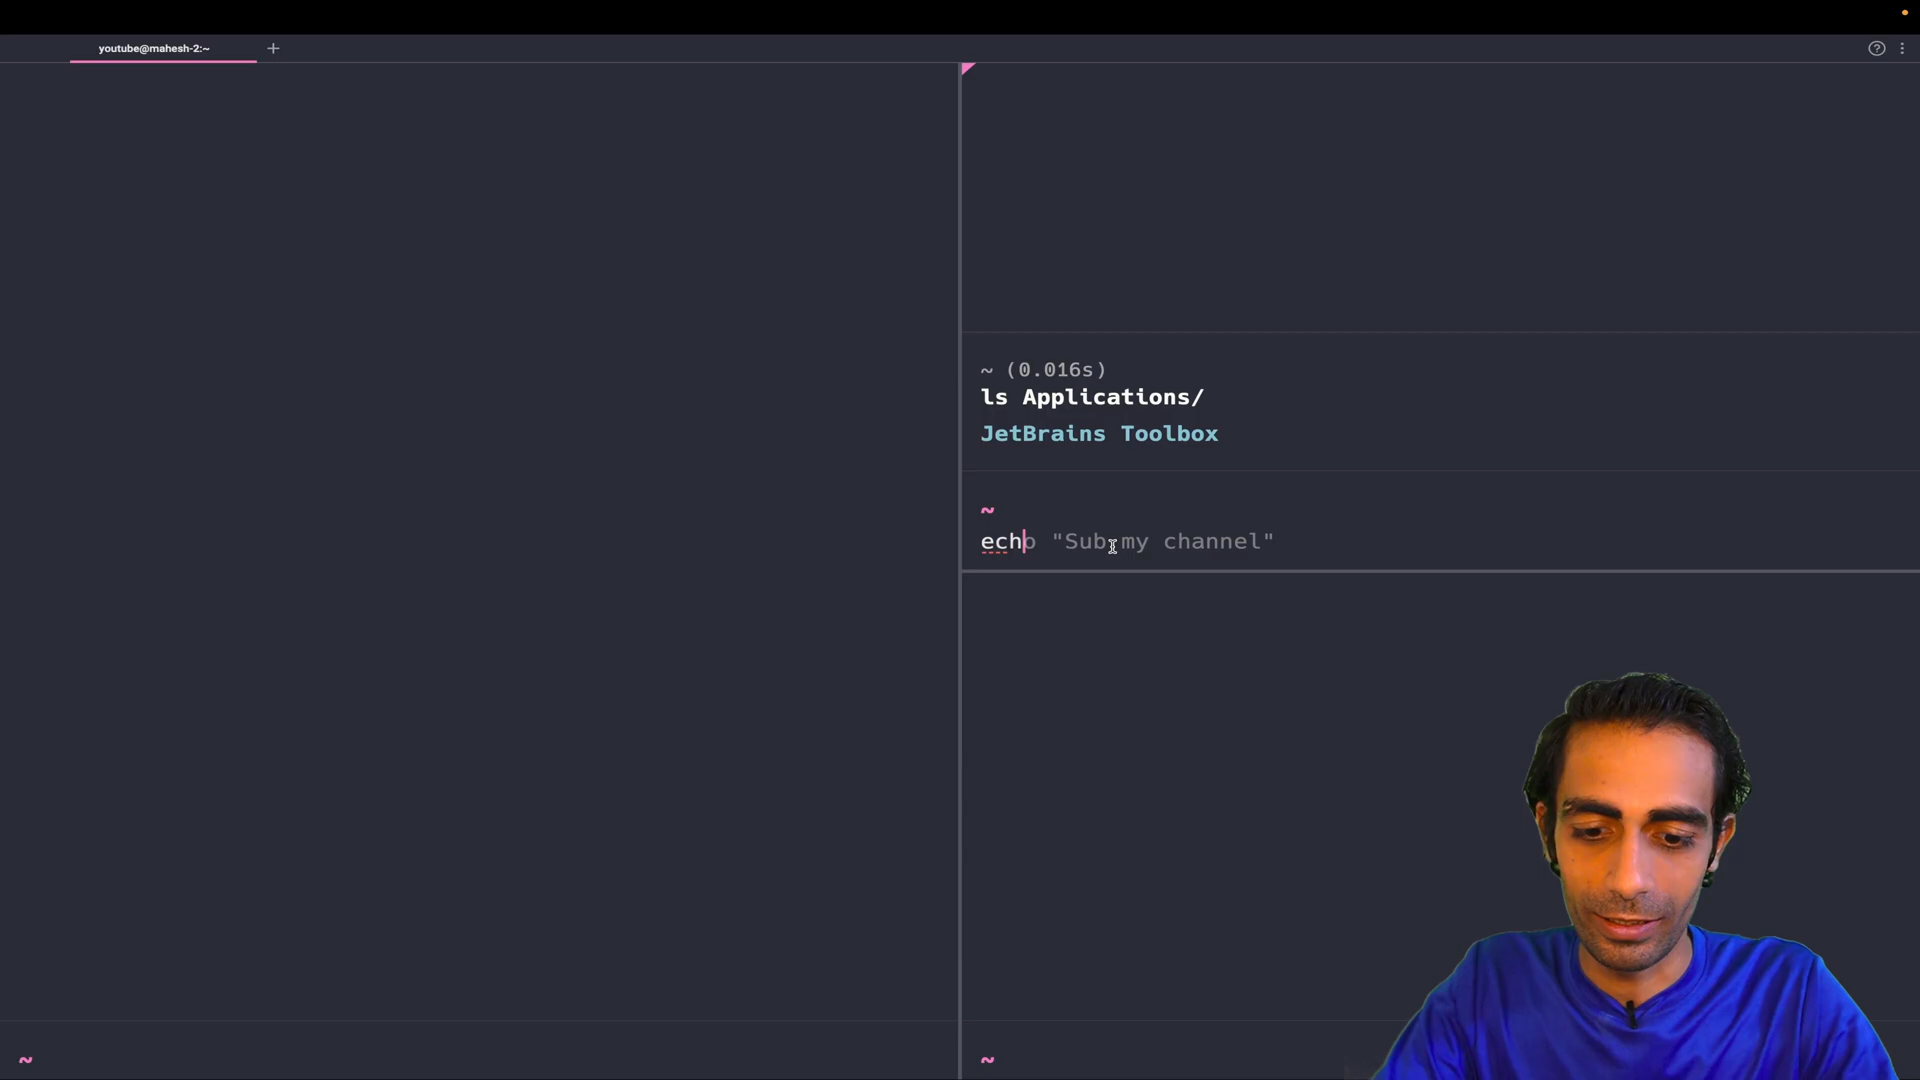 youtube@mahesh-2:~ +
~ (0.016s)
ls Applications/
JetBrains Toolbox
~
echo "Sub my channel"
~
~